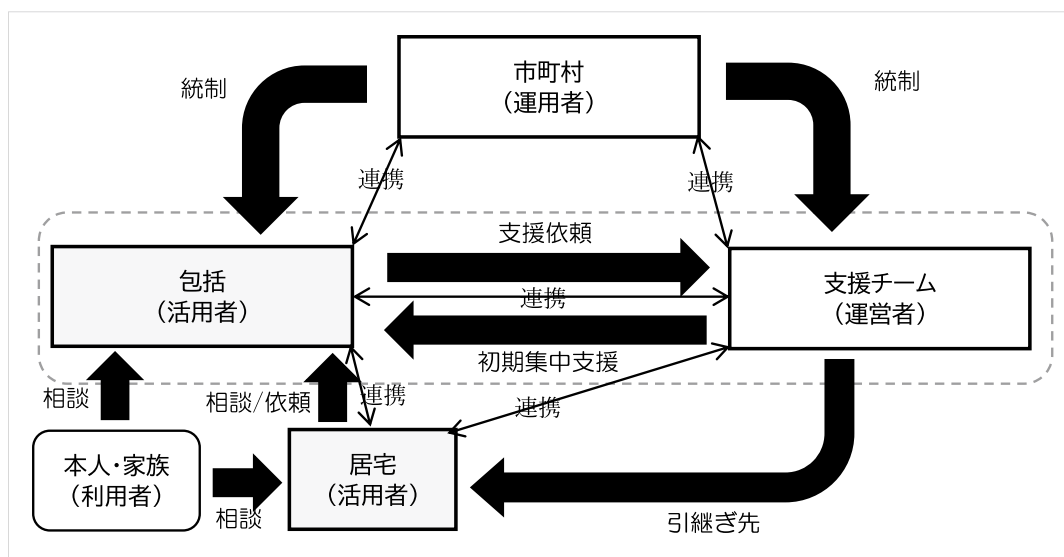 市町村
（運用者）
統制
統制
連携
連携
支援依頼
包括
（活用者）
支援チーム
（運営者）
連携
初期集中支援
相談
相談/依頼
連携
連携
本人・家族
（利用者）
居宅
（活用者）
相談
引継ぎ先